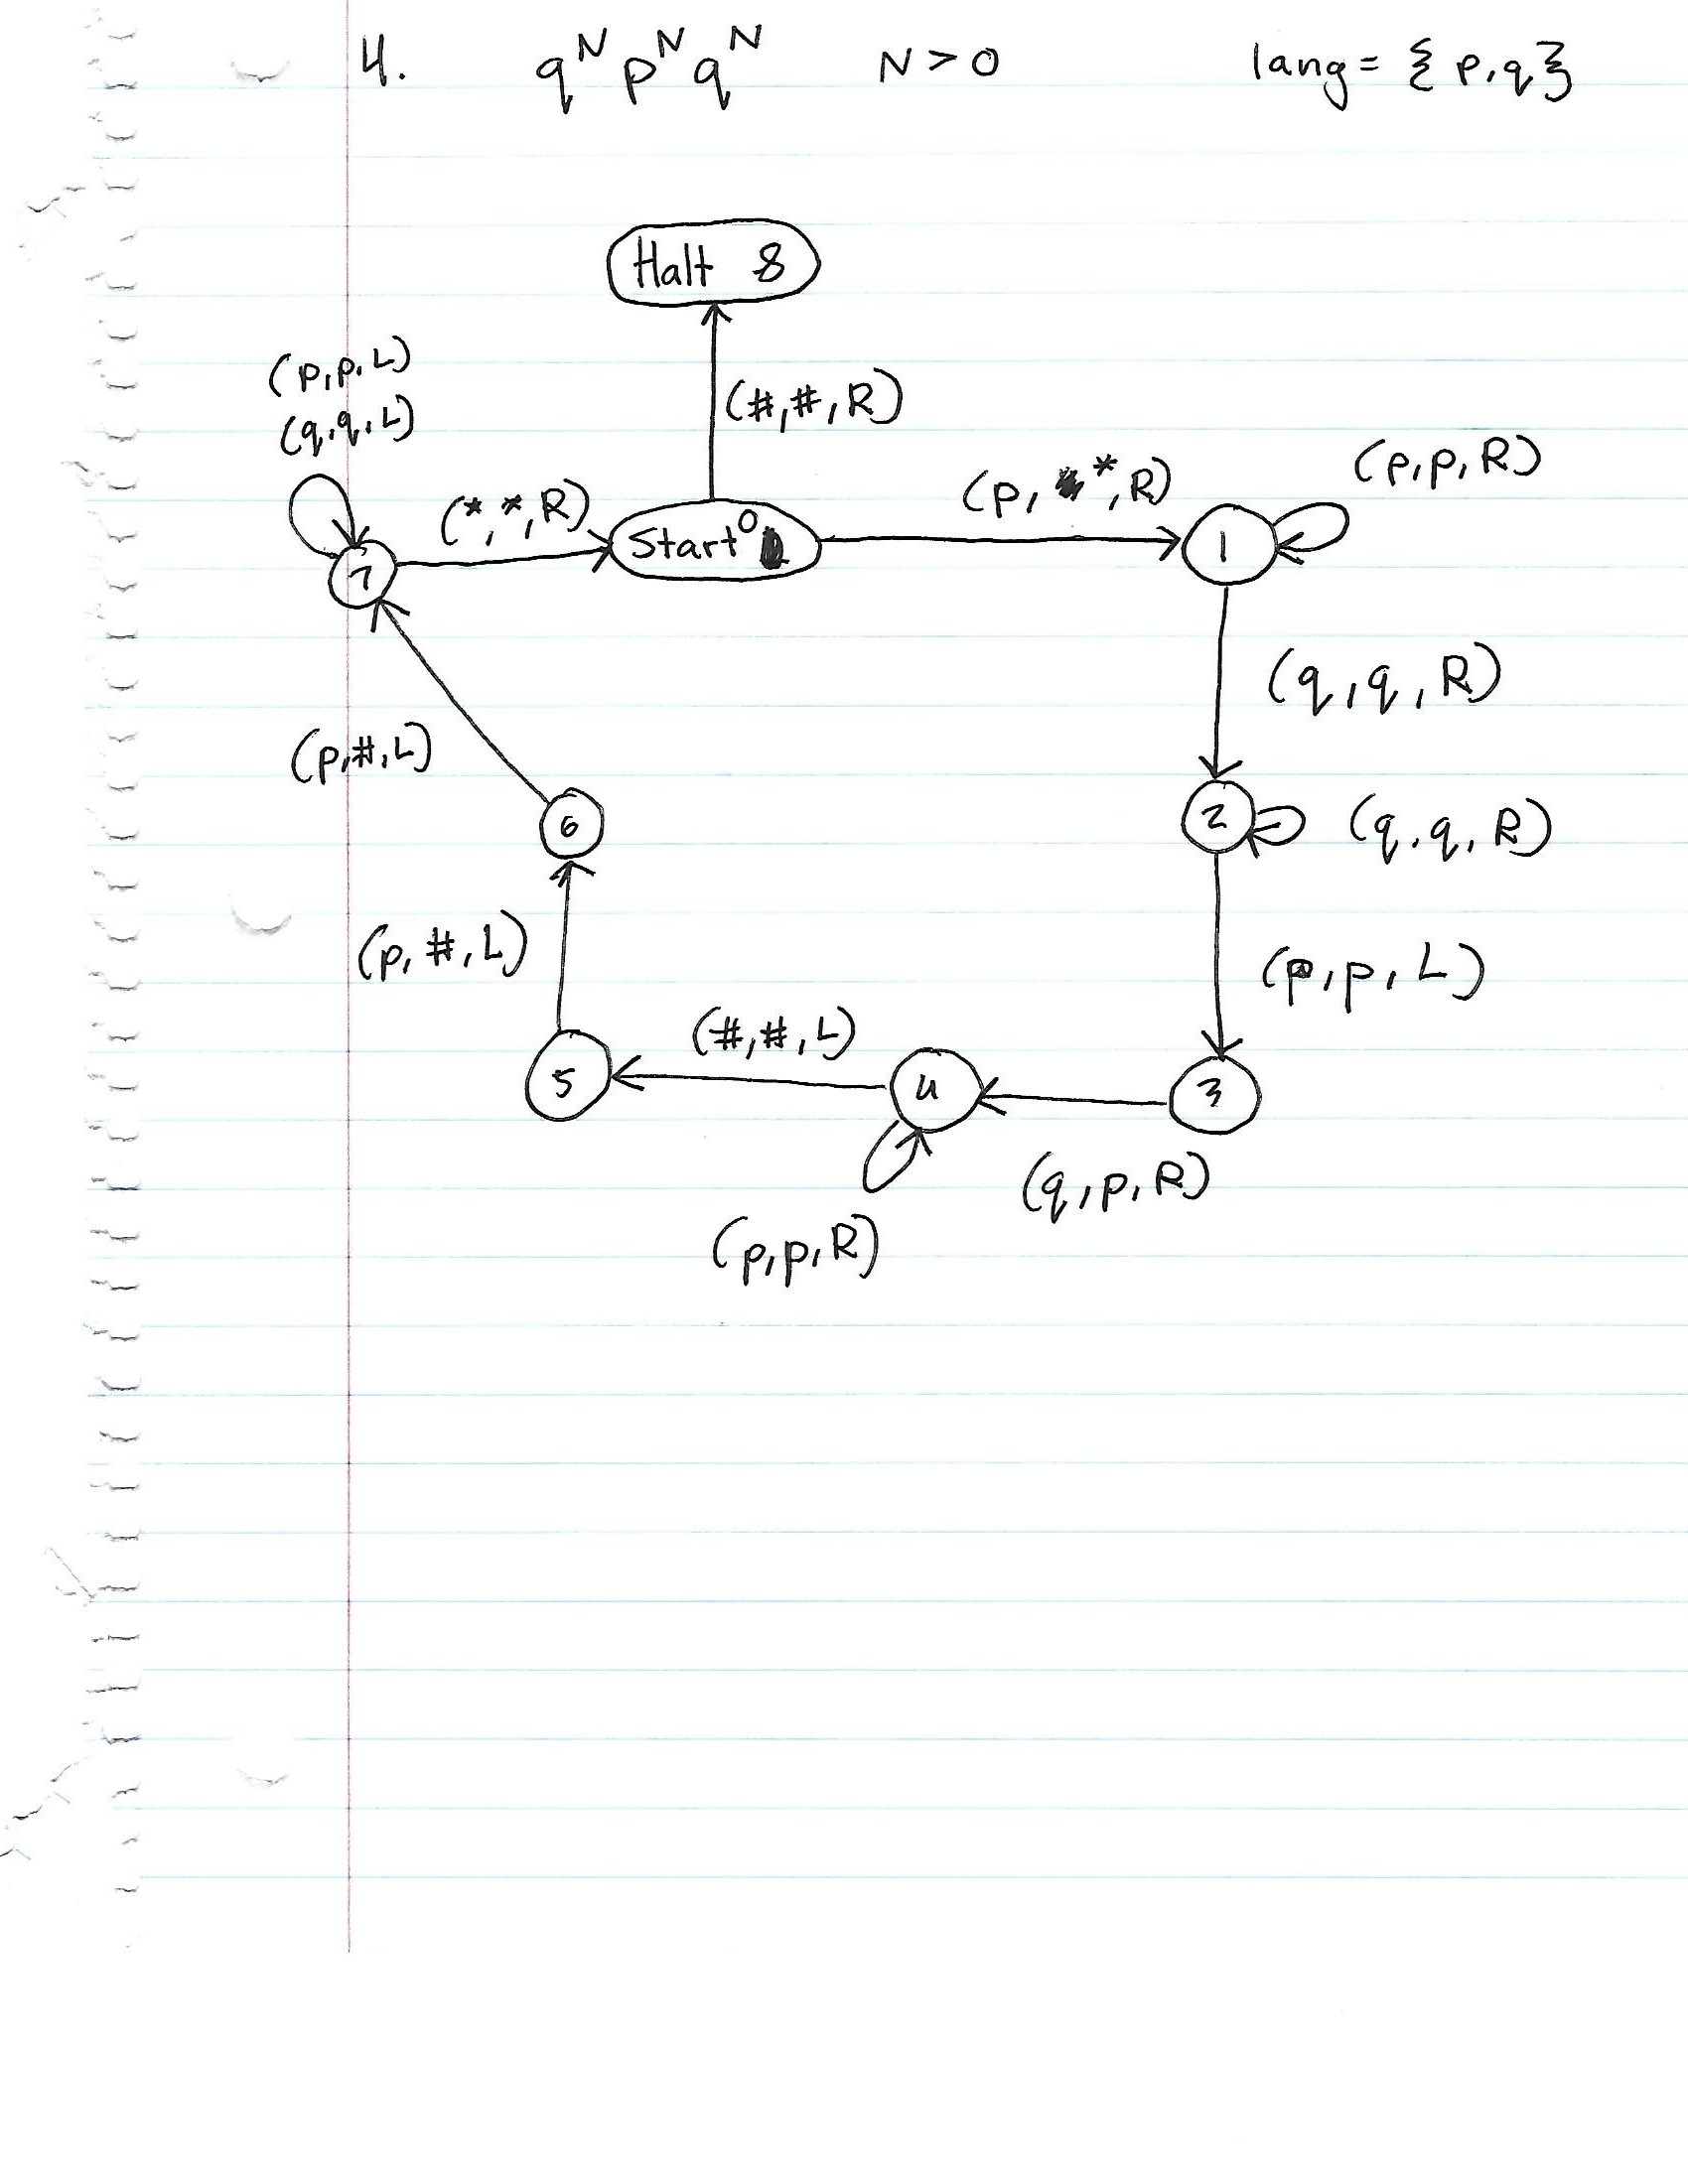 4. q^N p^N q^N N > 0 lang = { p,q }
Halt 8
(p,p,L)
(#,#,R)
(q,q,L)
(p,p,R)
(*,*,R)
(p, *,R)
Start 0
1
7
(q,q,R)
(p,#,L)
6
2
(q,q,R)
(p,#,L)
(p,p,L)
(#,#,L)
5
4
3
(q,p,R)
(p,p,R)